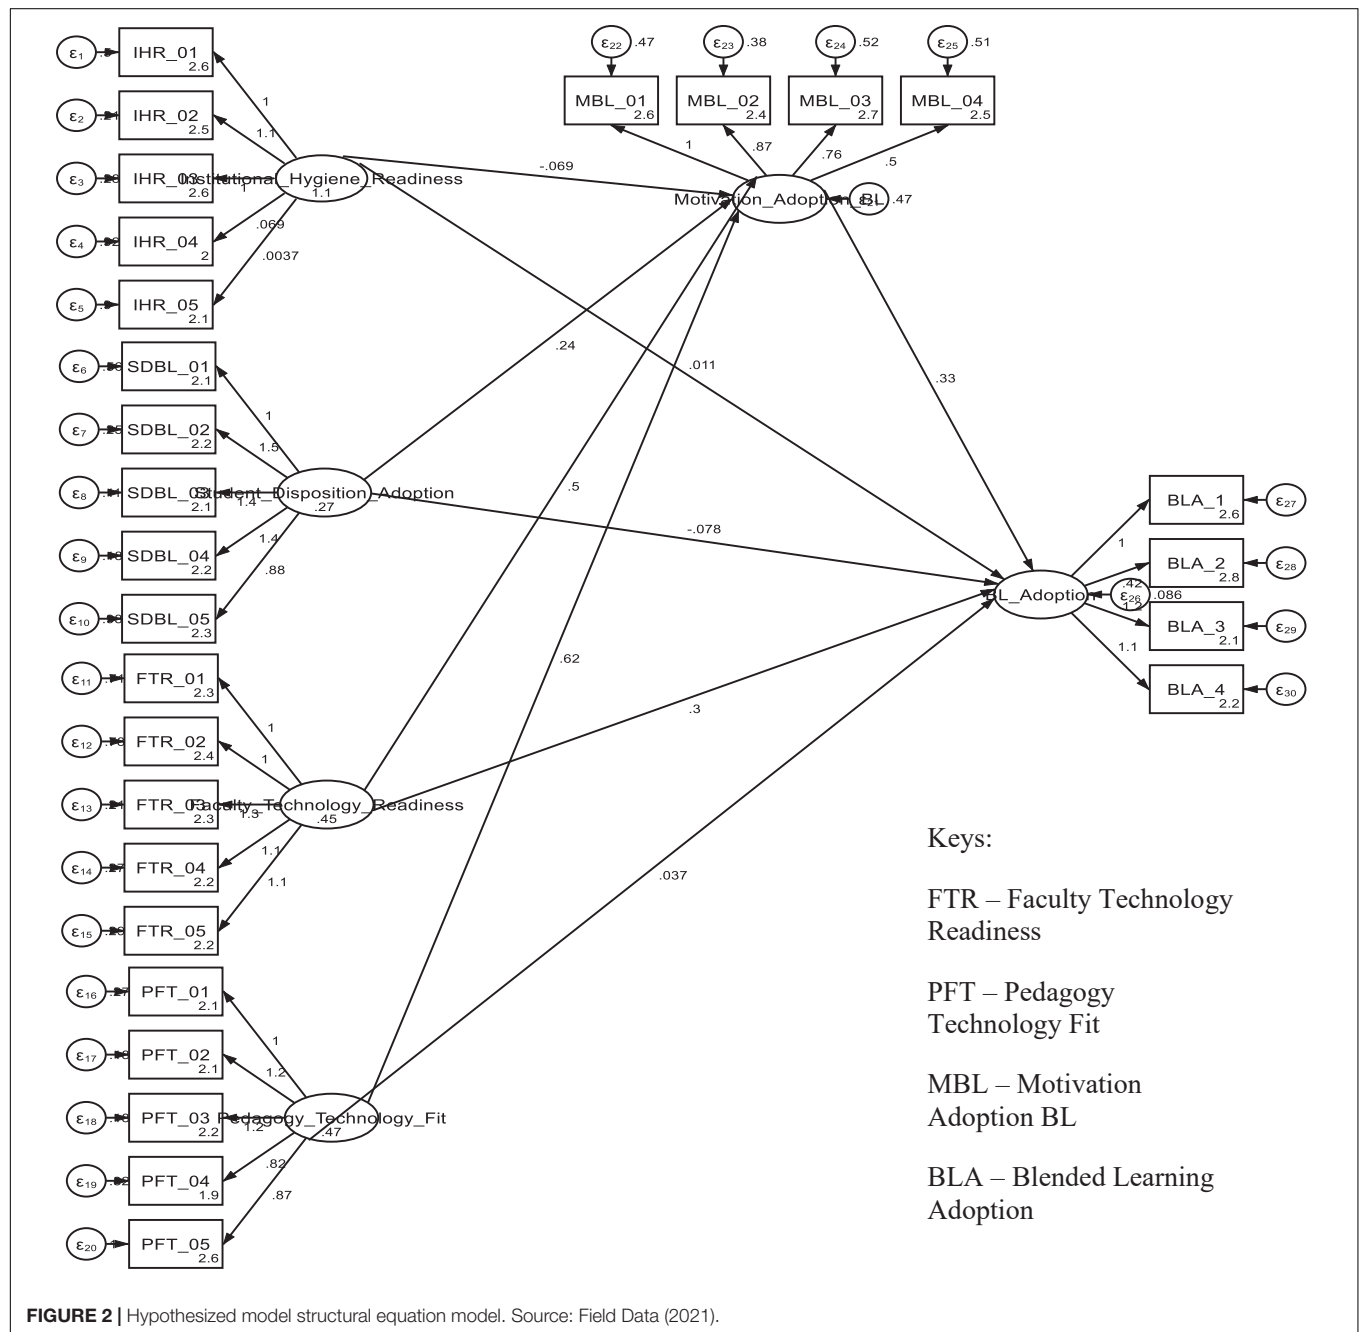 ε1
IHR_01
2.6
ε2
IHR_02
2.5
ε3
IHR_03
2.6
ε4
IHR_04
2
ε5
IHR_05
2.1
1
1.1
1
.069
.0037
Institutional_Hygiene_Readiness
1.1
ε6
SDBL_01
2.1
ε7
SDBL_02
2.2
ε8
SDBL_03
2.1
ε9
SDBL_04
2.2
ε10
SDBL_05
2.3
1
1.5
1.4
1.4
.88
Student_Disposition_Adoption
.27
ε11
FTR_01
2.3
ε12
FTR_02
2.4
ε13
FTR_03
2.3
ε14
FTR_04
2.2
ε15
FTR_05
2.2
1
1
1.3
1.1
1.1
Faculty_Technology_Readiness
.45
ε16
PFT_01
2.1
ε17
PFT_02
2.1
ε18
PFT_03
2.2
ε19
PFT_04
1.9
ε20
PFT_05
2.6
1
1.2
1.2
.82
.87
Pedagogy_Technology_Fit
.47
ε22 .47
ε23 .38
ε24 .52
ε25 .51
MBL_01
2.6
MBL_02
2.4
MBL_03
2.7
MBL_04
2.5
1
.87
.76
.5
Motivation_Adoption_BL
.47
-.069
.24
.011
.33
.5
-.078
.62
.3
.037
BL_Adoption
ε26
.086
1
.42
1.2
1.1
BLA_1
2.6
ε27
BLA_2
2.8
ε28
BLA_3
2.1
ε29
BLA_4
2.2
ε30
Keys:
FTR – Faculty Technology
Readiness
PFT – Pedagogy
Technology Fit
MBL – Motivation
Adoption BL
BLA – Blended Learning
Adoption
FIGURE 2 | Hypothesized model structural equation model. Source: Field Data (2021).